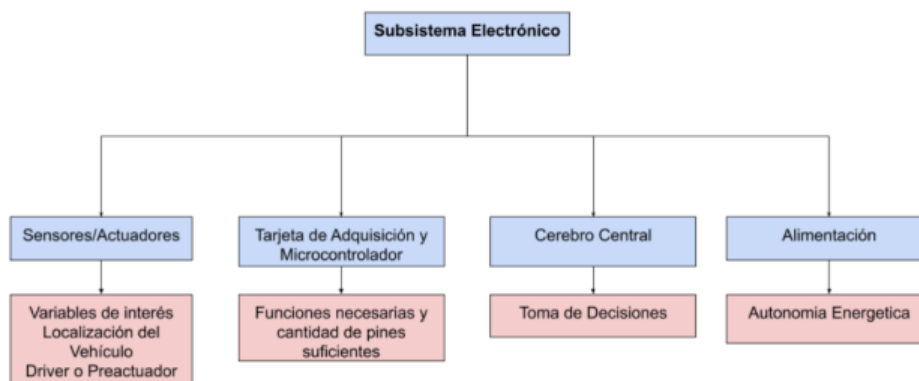 Subsistema Electrónico
Sensores/Actuadores
Tarjeta de Adquisición y
Microcontrolador
Cerebro Central
Alimentación
Variables de interés
Localización del
Vehículo
Driver o Preactuador
Funciones necesarias y
cantidad de pines
suficientes
Toma de Decisiones
Autonomia Energetica